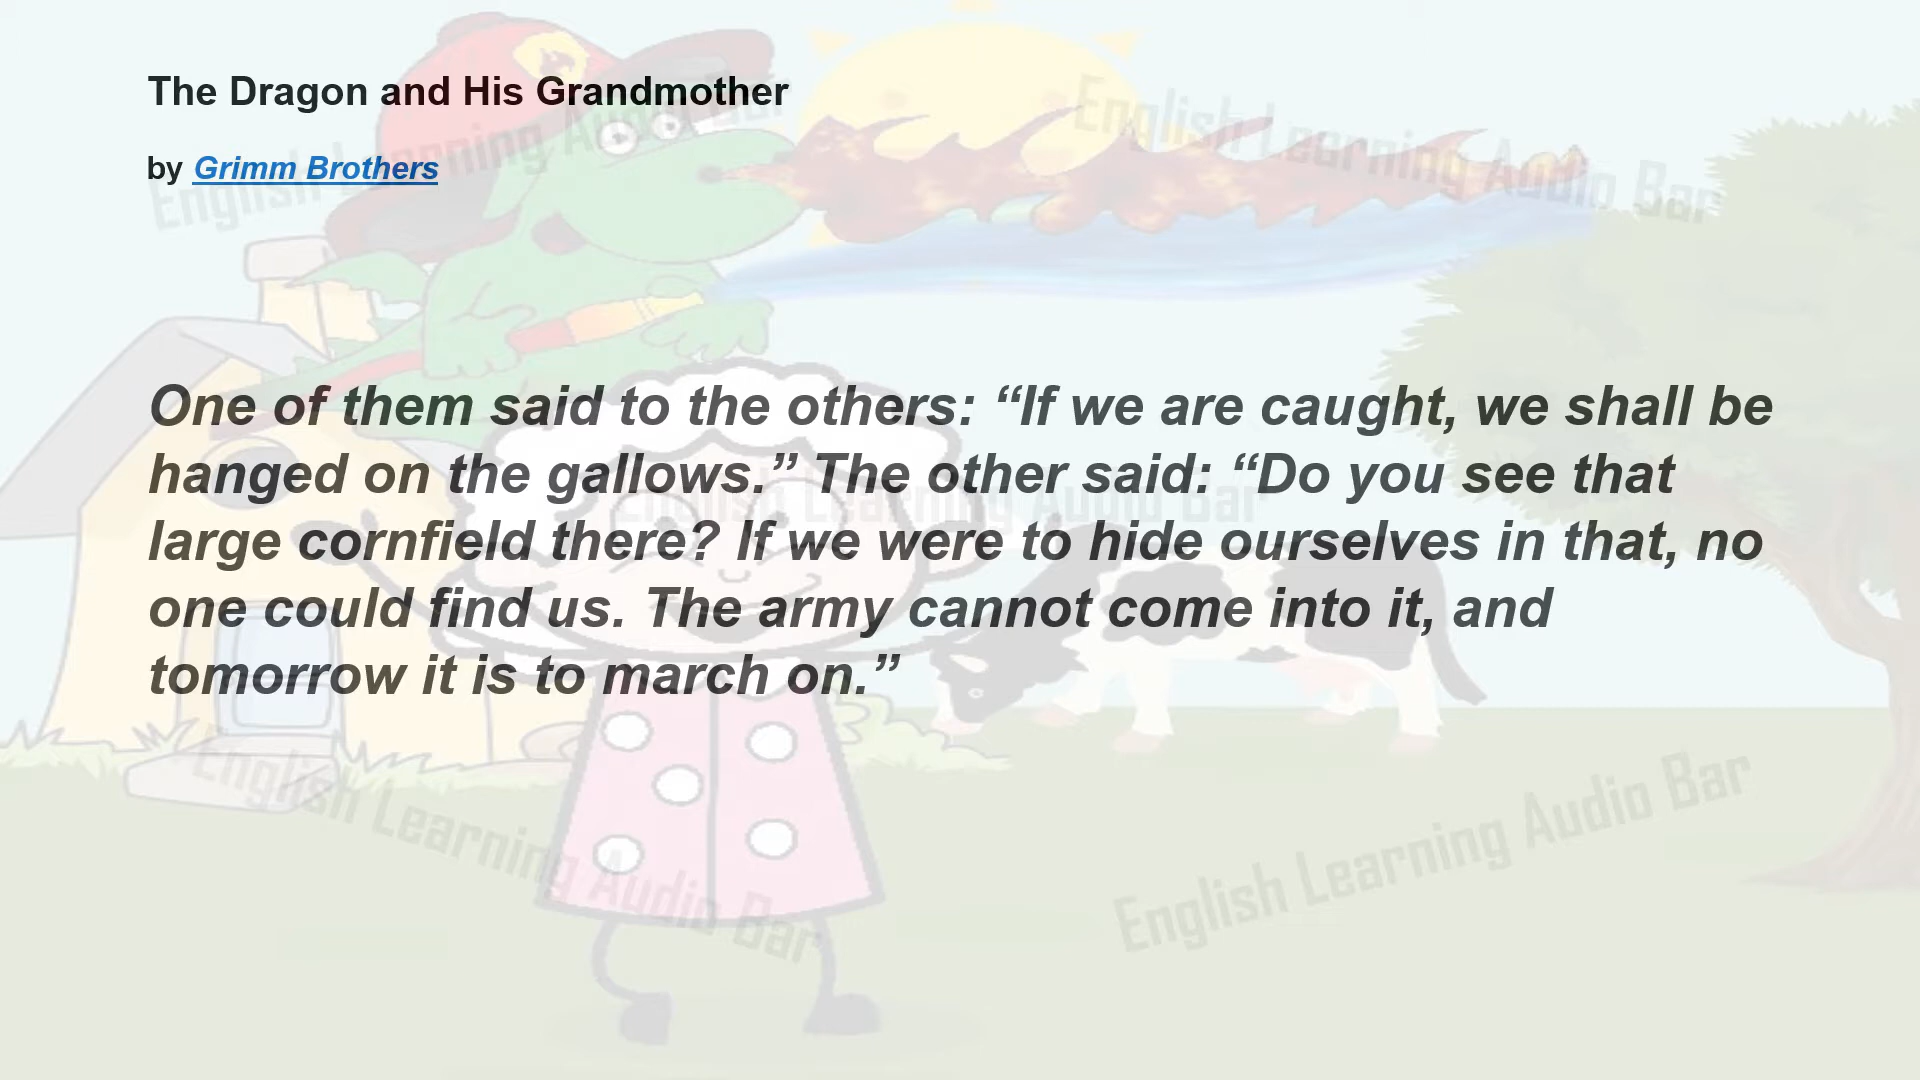 The Dragon and His Grandmother
by Grimm Brothers
One of them said to the others: “If we are caught, we shall be
hanged on the gallows.” The other said: “Do you see that
large cornfield there? If we were to hide ourselves in that, no
one could find us. The army cannot come into it, and
tomorrow it is to march on.”
English Learning Audio Bar
English Learning Audio Bar
English Learning Audio Bar
English Learning Audio Bar
English Learning Audio Bar